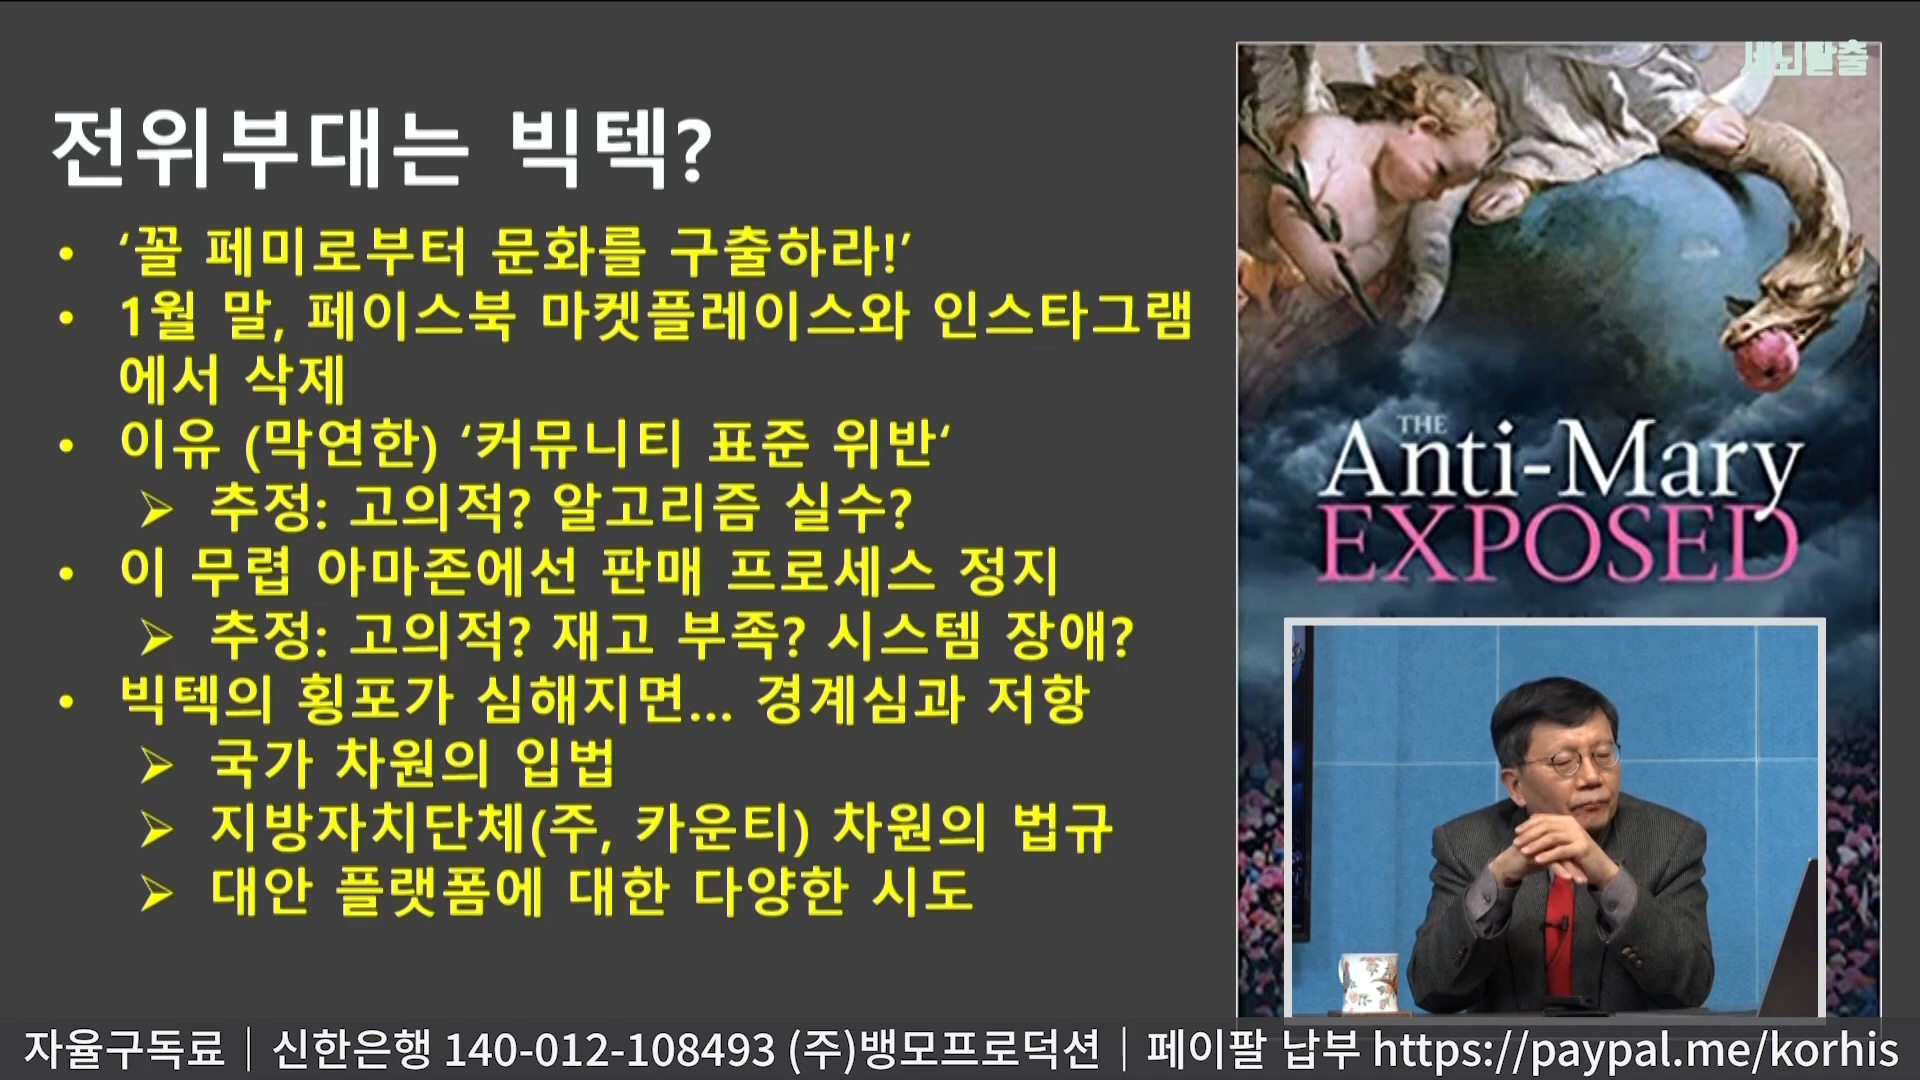 세뇌탈출
전위부대는 빅텍?
• ‘꼴 페미로부터 문화를 구출하라!’
• 1월 말, 페이스북 마켓플레이스와 인스타그램
에서 삭제
• 이유 (막연한) ‘커뮤니티 표준 위반‘
➢ 추정: 고의적? 알고리즘 실수?
• 이 무렵 아마존에선 판매 프로세스 정지
➢ 추정: 고의적? 재고 부족? 시스템 장애?
• 빅텍의 횡포가 심해지면... 경계심과 저항
➢ 국가 차원의 입법
➢ 지방자치단체(주, 카운티) 차원의 법규
➢ 대안 플랫폼에 대한 다양한 시도
THE
Anti-Mary
EXPOSED
자율구독료｜신한은행 140-012-108493 (주)뱅모프로덕션｜페이팔 납부 https://paypal.me/korhis